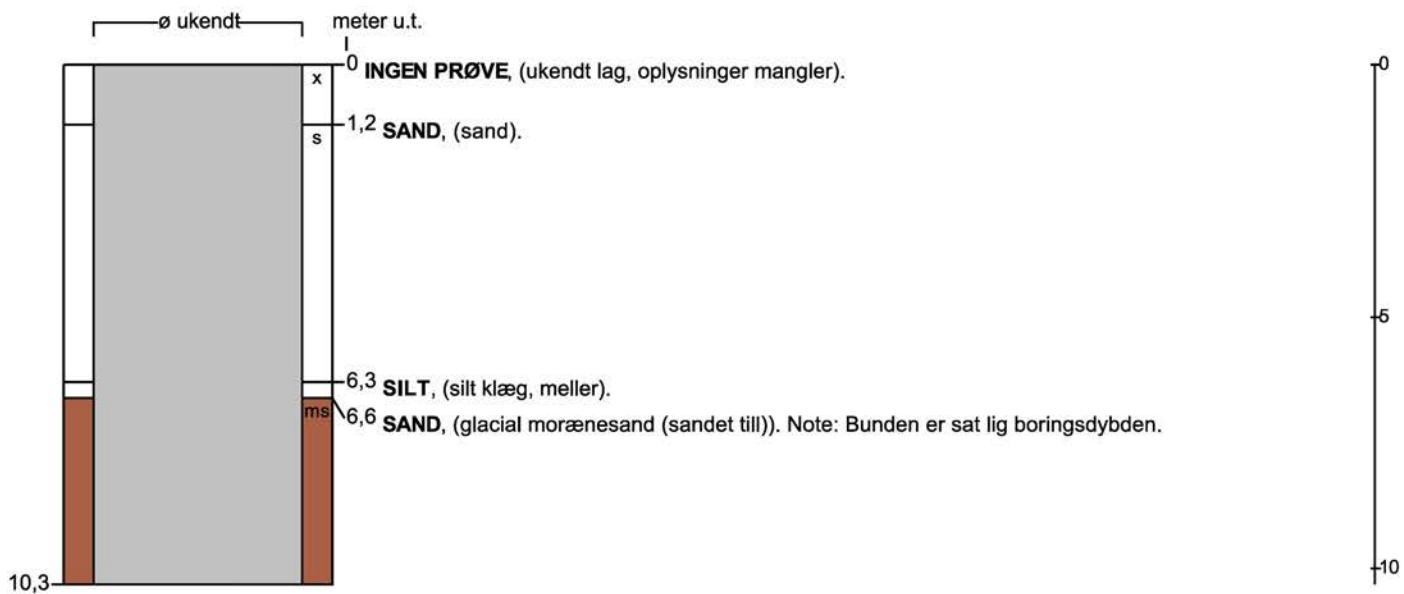 ø ukendt meter u.t.
0 INGEN PRØVE, (ukendt lag, oplysninger mangler). 0
x
1,2 SAND, (sand).
s
5
6,3 SILT, (silt klæg, meller).
ms 6,6 SAND, (glacial morænesand (sandet till)). Note: Bunden er sat lig boringsdybden.
10
10,3